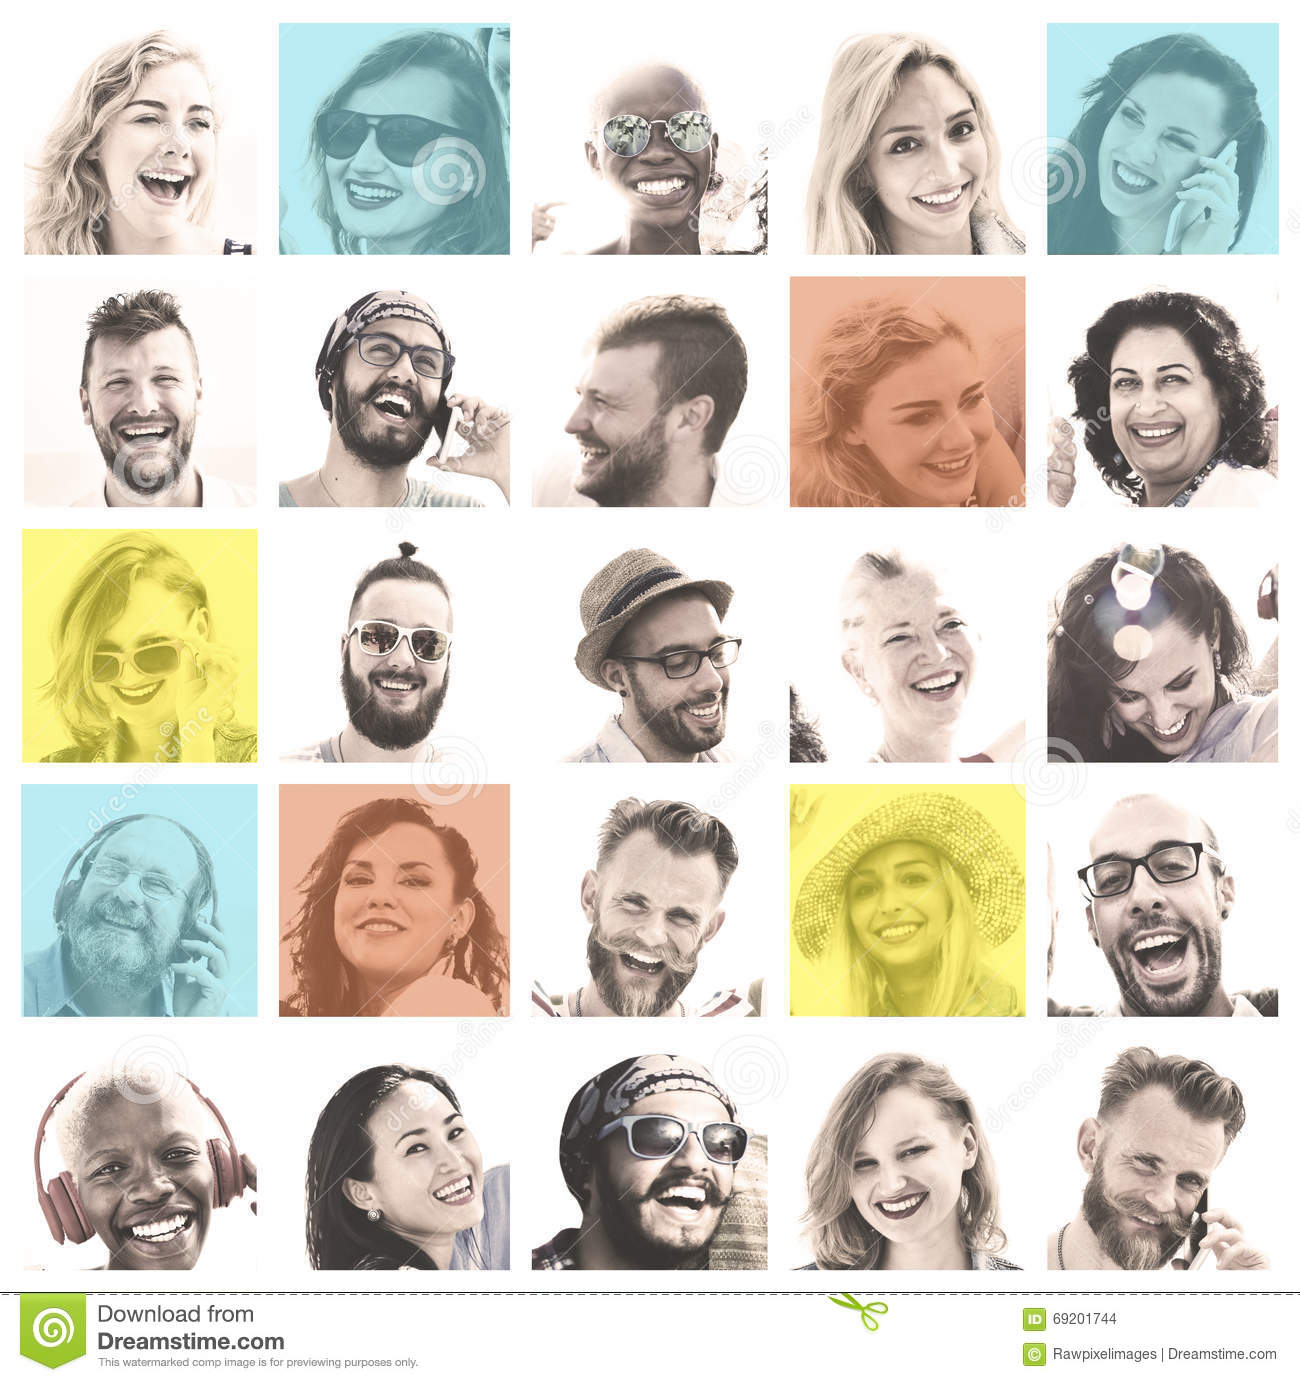 Download from
Dreamstime.com
This watermarked comp image is for previewing purposes only.
ID 69201744
© Rawpixelimages | Dreamstime.com